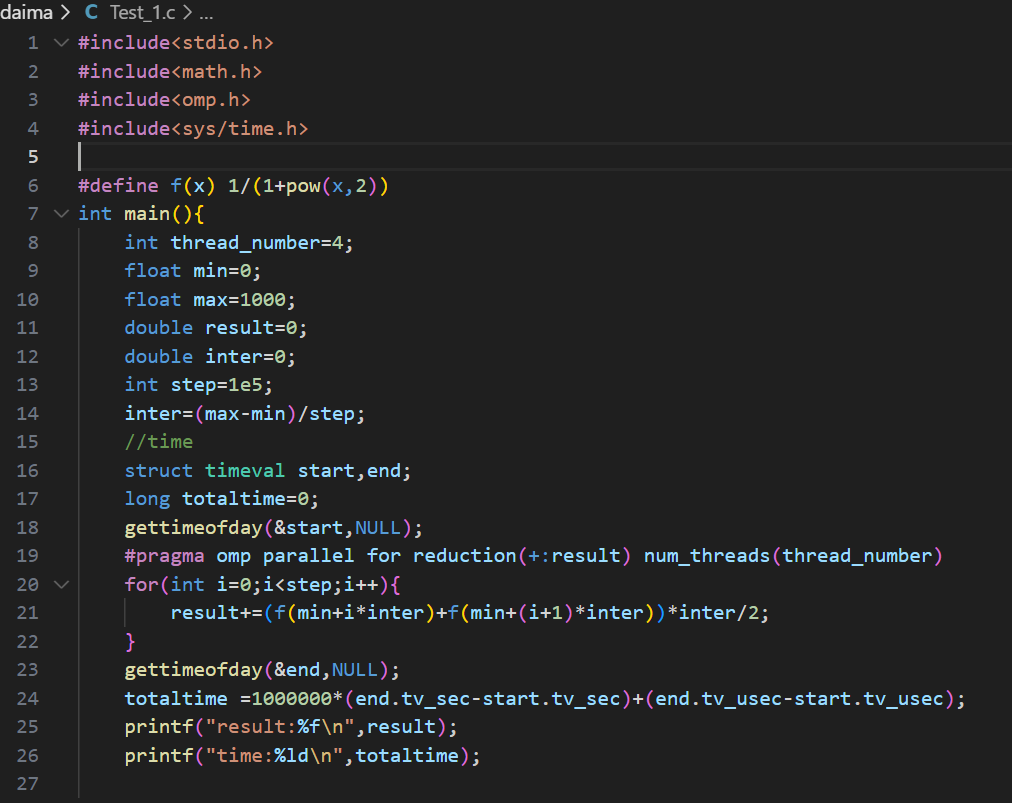 daima > C Test_1.c > ...
1 #include<stdio.h>
2 #include<math.h>
3 #include<omp.h>
4 #include<sys/time.h>
5
6 #define f(x) 1/(1+pow(x,2))
7 int main(){
8     int thread_number=4;
9     float min=0;
10     float max=1000;
11     double result=0;
12     double inter=0;
13     int step=1e5;
14     inter=(max-min)/step;
15     //time
16     struct timeval start,end;
17     long totaltime=0;
18     gettimeofday(&start,NULL);
19     #pragma omp parallel for reduction(+:result) num_threads(thread_number)
20     for(int i=0;i<step;i++){
21         result+=(f(min+i*inter)+f(min+(i+1)*inter))*inter/2;
22     }
23     gettimeofday(&end,NULL);
24     totaltime =1000000*(end.tv_sec-start.tv_sec)+(end.tv_usec-start.tv_usec);
25     printf("result:%f\n",result);
26     printf("time:%ld\n",totaltime);
27